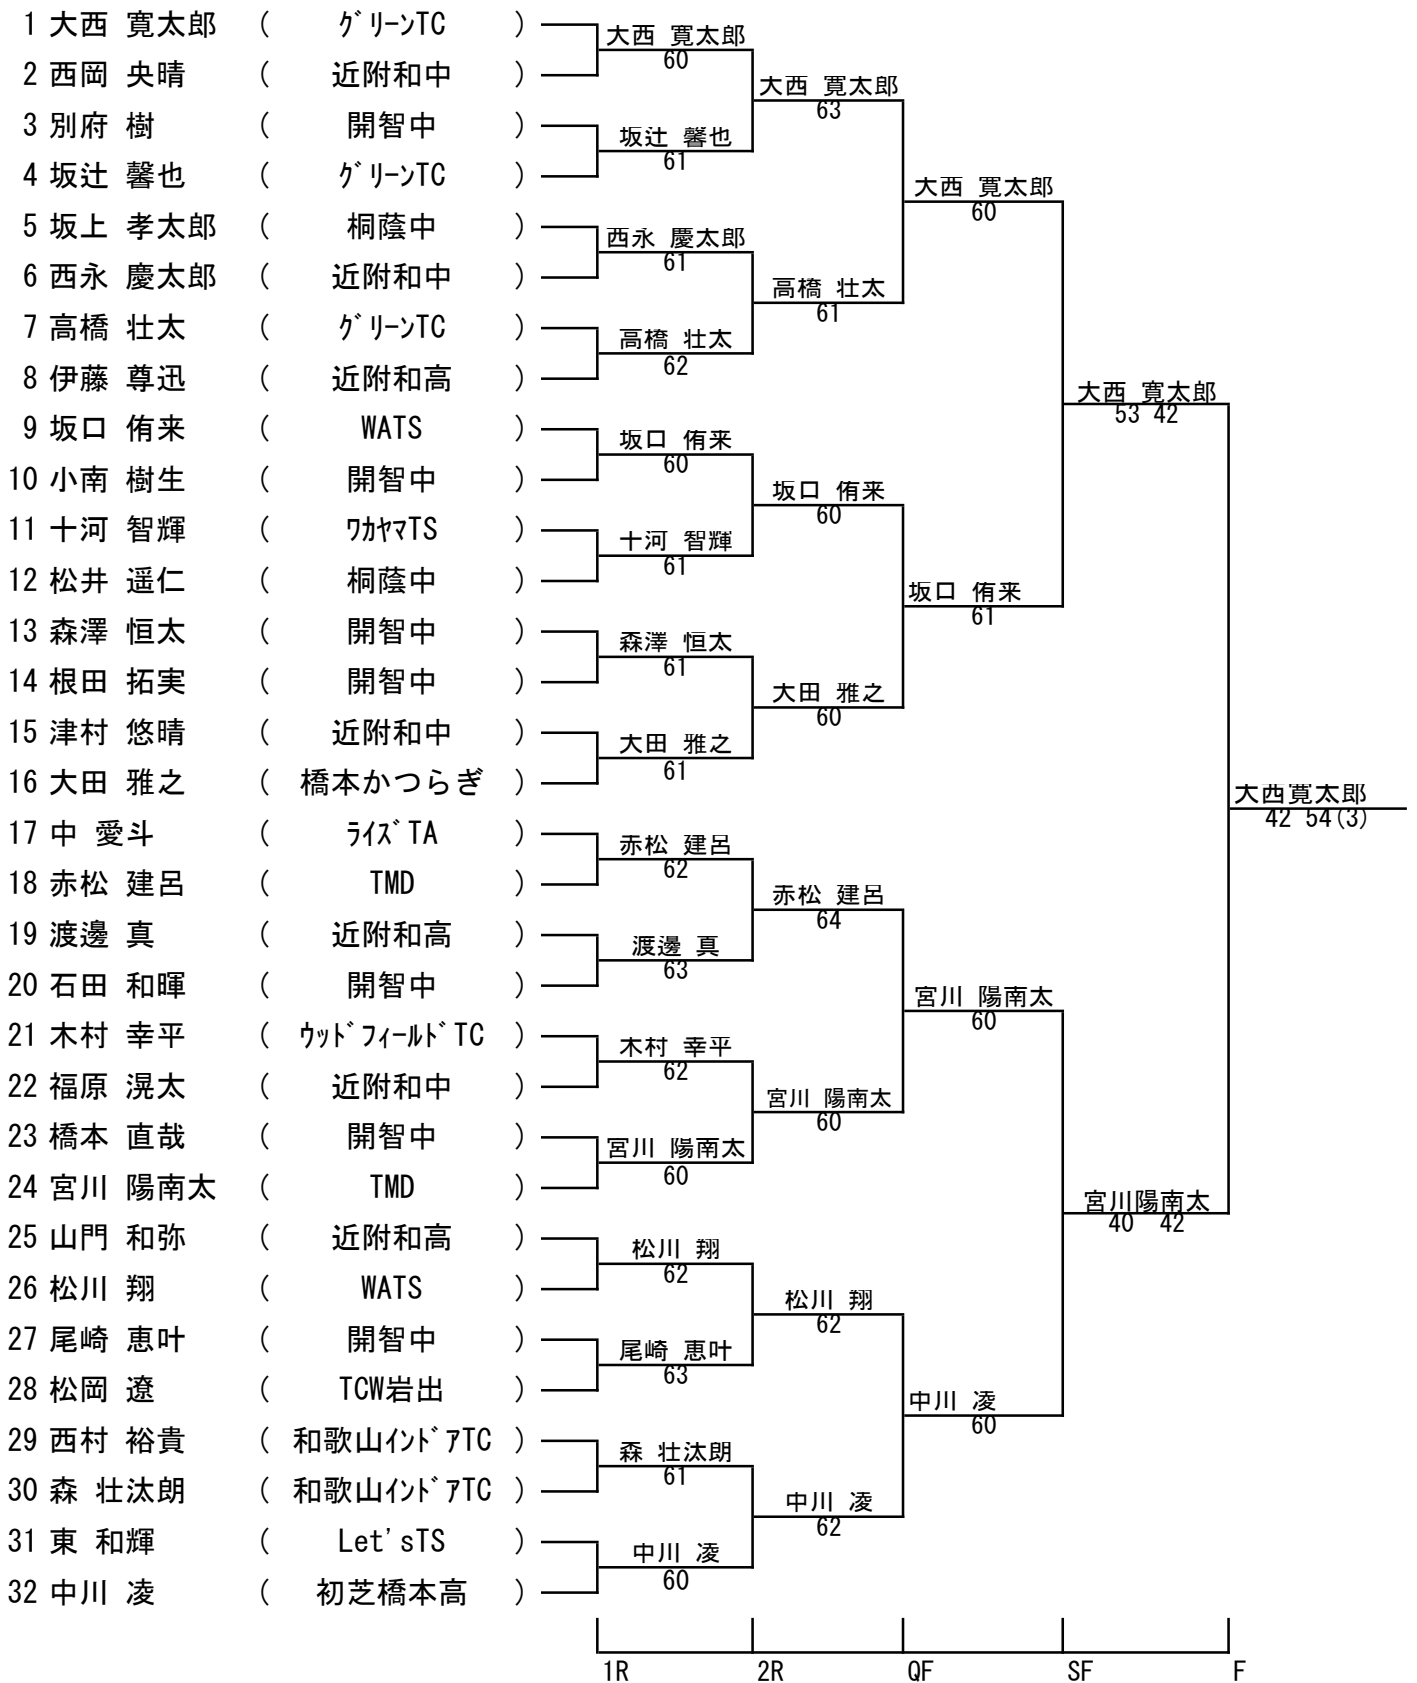 1 大西 寛太郎 ( グリーンTC )
2 西岡 央晴 ( 近附和中 )
3 別府 樹 ( 開智中 )
4 坂辻 馨也 ( グリーンTC )
5 坂上 孝太郎 ( 桐蔭中 )
6 西永 慶太郎 ( 近附和中 )
7 高橋 壮太 ( グリーンTC )
8 伊藤 尊迅 ( 近附和高 )
9 坂口 侑来 ( WATS )
10 小南 樹生 ( 開智中 )
11 十河 智輝 ( ワカヤマTS )
12 松井 遥仁 ( 桐蔭中 )
13 森澤 恒太 ( 開智中 )
14 根田 拓実 ( 開智中 )
15 津村 悠晴 ( 近附和中 )
16 大田 雅之 ( 橋本かつらぎ )
17 中 愛斗 ( ライズTA )
18 赤松 建呂 ( TMD )
19 渡邊 真 ( 近附和高 )
20 石田 和暉 ( 開智中 )
21 木村 幸平 ( ウッドフィールドTC )
22 福原 滉太 ( 近附和中 )
23 橋本 直哉 ( 開智中 )
24 宮川 陽南太 ( TMD )
25 山門 和弥 ( 近附和高 )
26 松川 翔 ( WATS )
27 尾崎 恵叶 ( 開智中 )
28 松岡 遼 ( TCW岩出 )
29 西村 裕貴 ( 和歌山インドアTC )
30 森 壮汰朗 ( 和歌山インドアTC )
31 東 和輝 ( Let'sTS )
32 中川 凌 ( 初芝橋本高 )
大西 寛太郎
60
坂辻 馨也
61
西永 慶太郎
61
高橋 壮太
62
坂口 侑来
60
十河 智輝
61
森澤 恒太
61
大田 雅之
61
赤松 建呂
62
渡邊 真
63
木村 幸平
62
宮川 陽南太
60
松川 翔
62
尾崎 恵叶
63
森 壮汰朗
61
中川 凌
60
大西 寛太郎
63
高橋 壮太
61
坂口 侑来
60
大田 雅之
60
赤松 建呂
64
宮川 陽南太
60
松川 翔
62
中川 凌
62
大西 寛太郎
60
坂口 侑来
61
宮川 陽南太
60
中川 凌
60
大西 寛太郎
53 42
宮川陽南太
40 42
大西寛太郎
42 54(3)
1R 2R QF SF F